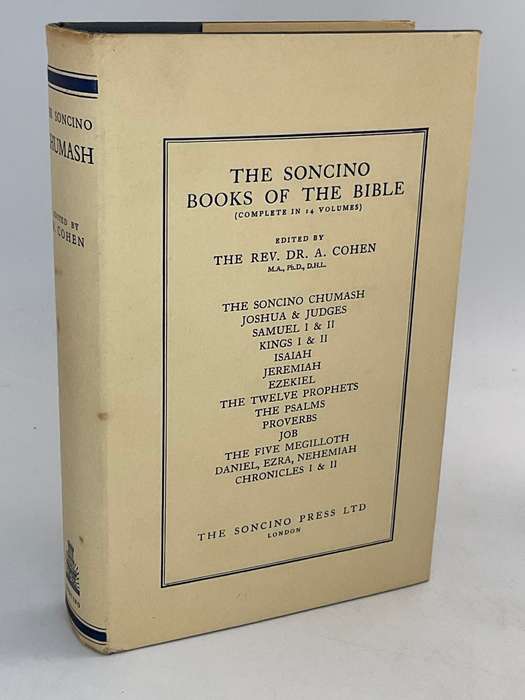 SONCINO
EDITED
BY
COHEN
THE SONCINO
BOOKS OF THE BIBLE
(COMPLETE IN 14 VOLUMES)
EDITED BY
THE REV. DR. A. COHEN
M.A., Ph.D., D.H.L.
THE SONCINO CHUMASH
JOSHUA & JUDGES
SAMUEL I & II
KINGS I & II
ISAIAH
JEREMIAH
EZEKIEL
THE TWELVE PROPHETS
THE PSALMS
PROVERBS
JOB
THE FIVE MEGILLOTH
DANIEL, EZRA, NEHEMIAH
CHRONICLES I & II
THE SONCINO PRESS LTD
LONDON